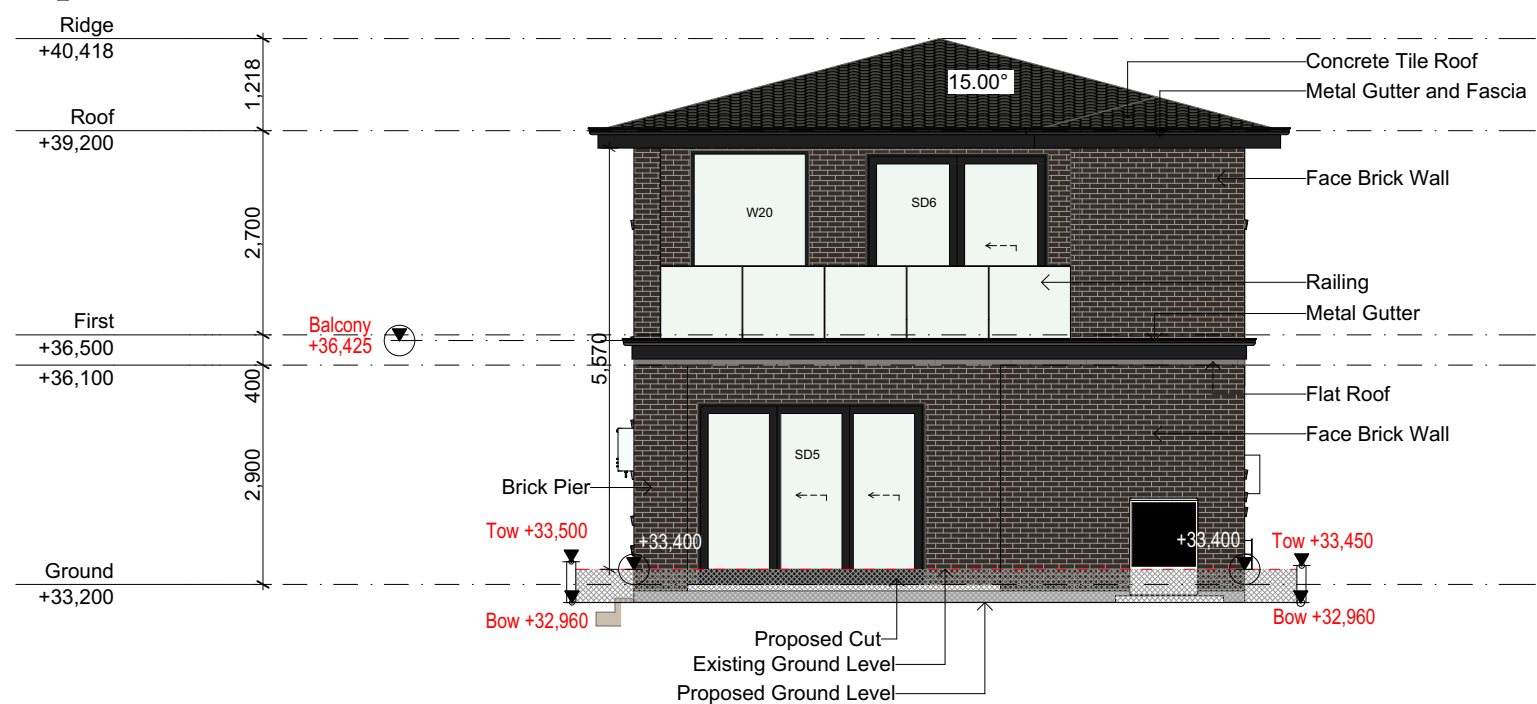 Ridge
+40,418
1,218
15.00°
Concrete Tile Roof
Metal Gutter and Fascia
Roof
+39,200
Face Brick Wall
2,700
W20
SD6
Railing
Metal Gutter
First
+36,500
Balcony
+36,425
5,570
+36,100
400
Flat Roof
Face Brick Wall
2,900
SD5
Brick Pier
Tow +33,500
+33,400
+33,400
Tow +33,450
Ground
+33,200
Bow +32,960
Bow +32,960
Proposed Cut
Existing Ground Level
Proposed Ground Level